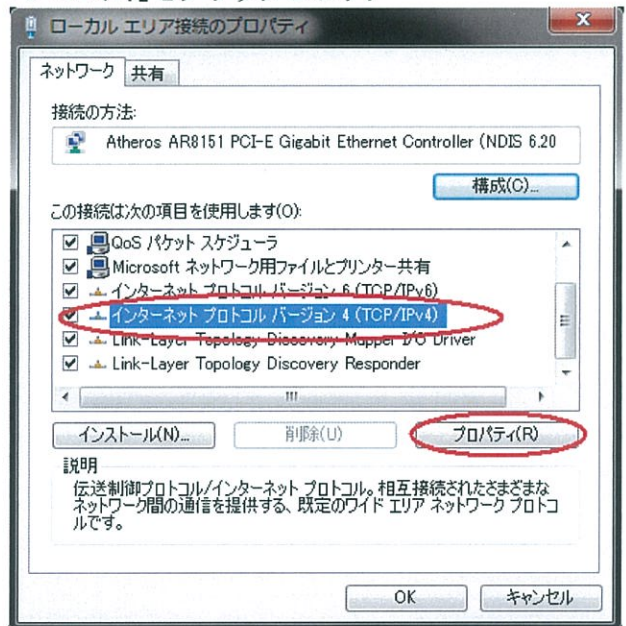 ローカル エリア接続のプロパティ
ネットワーク 共有
接続の方法:
Atheros AR8151 PCI-E Gigabit Ethernet Controller (NDIS 6.20
構成(C)...
この接続は次の項目を使用します(O):
QoS パケット スケジューラ
Microsoft ネットワーク用ファイルとプリンター共有
インターネット プロトコル バージョン 6 (TCP/IPv6)
インターネット プロトコル バージョン 4 (TCP/IPv4)
Link-Layer Topology Discovery Mapper I/O Driver
Link-Layer Topology Discovery Responder
インストール(N)... 削除(U) プロパティ(R)
説明
伝送制御プロトコル/インターネット プロトコル。相互接続されたさまざまな
ネットワーク間の通信を提供する、既定のワイド エリア ネットワーク プロトコ
ルです。
OK キャンセル